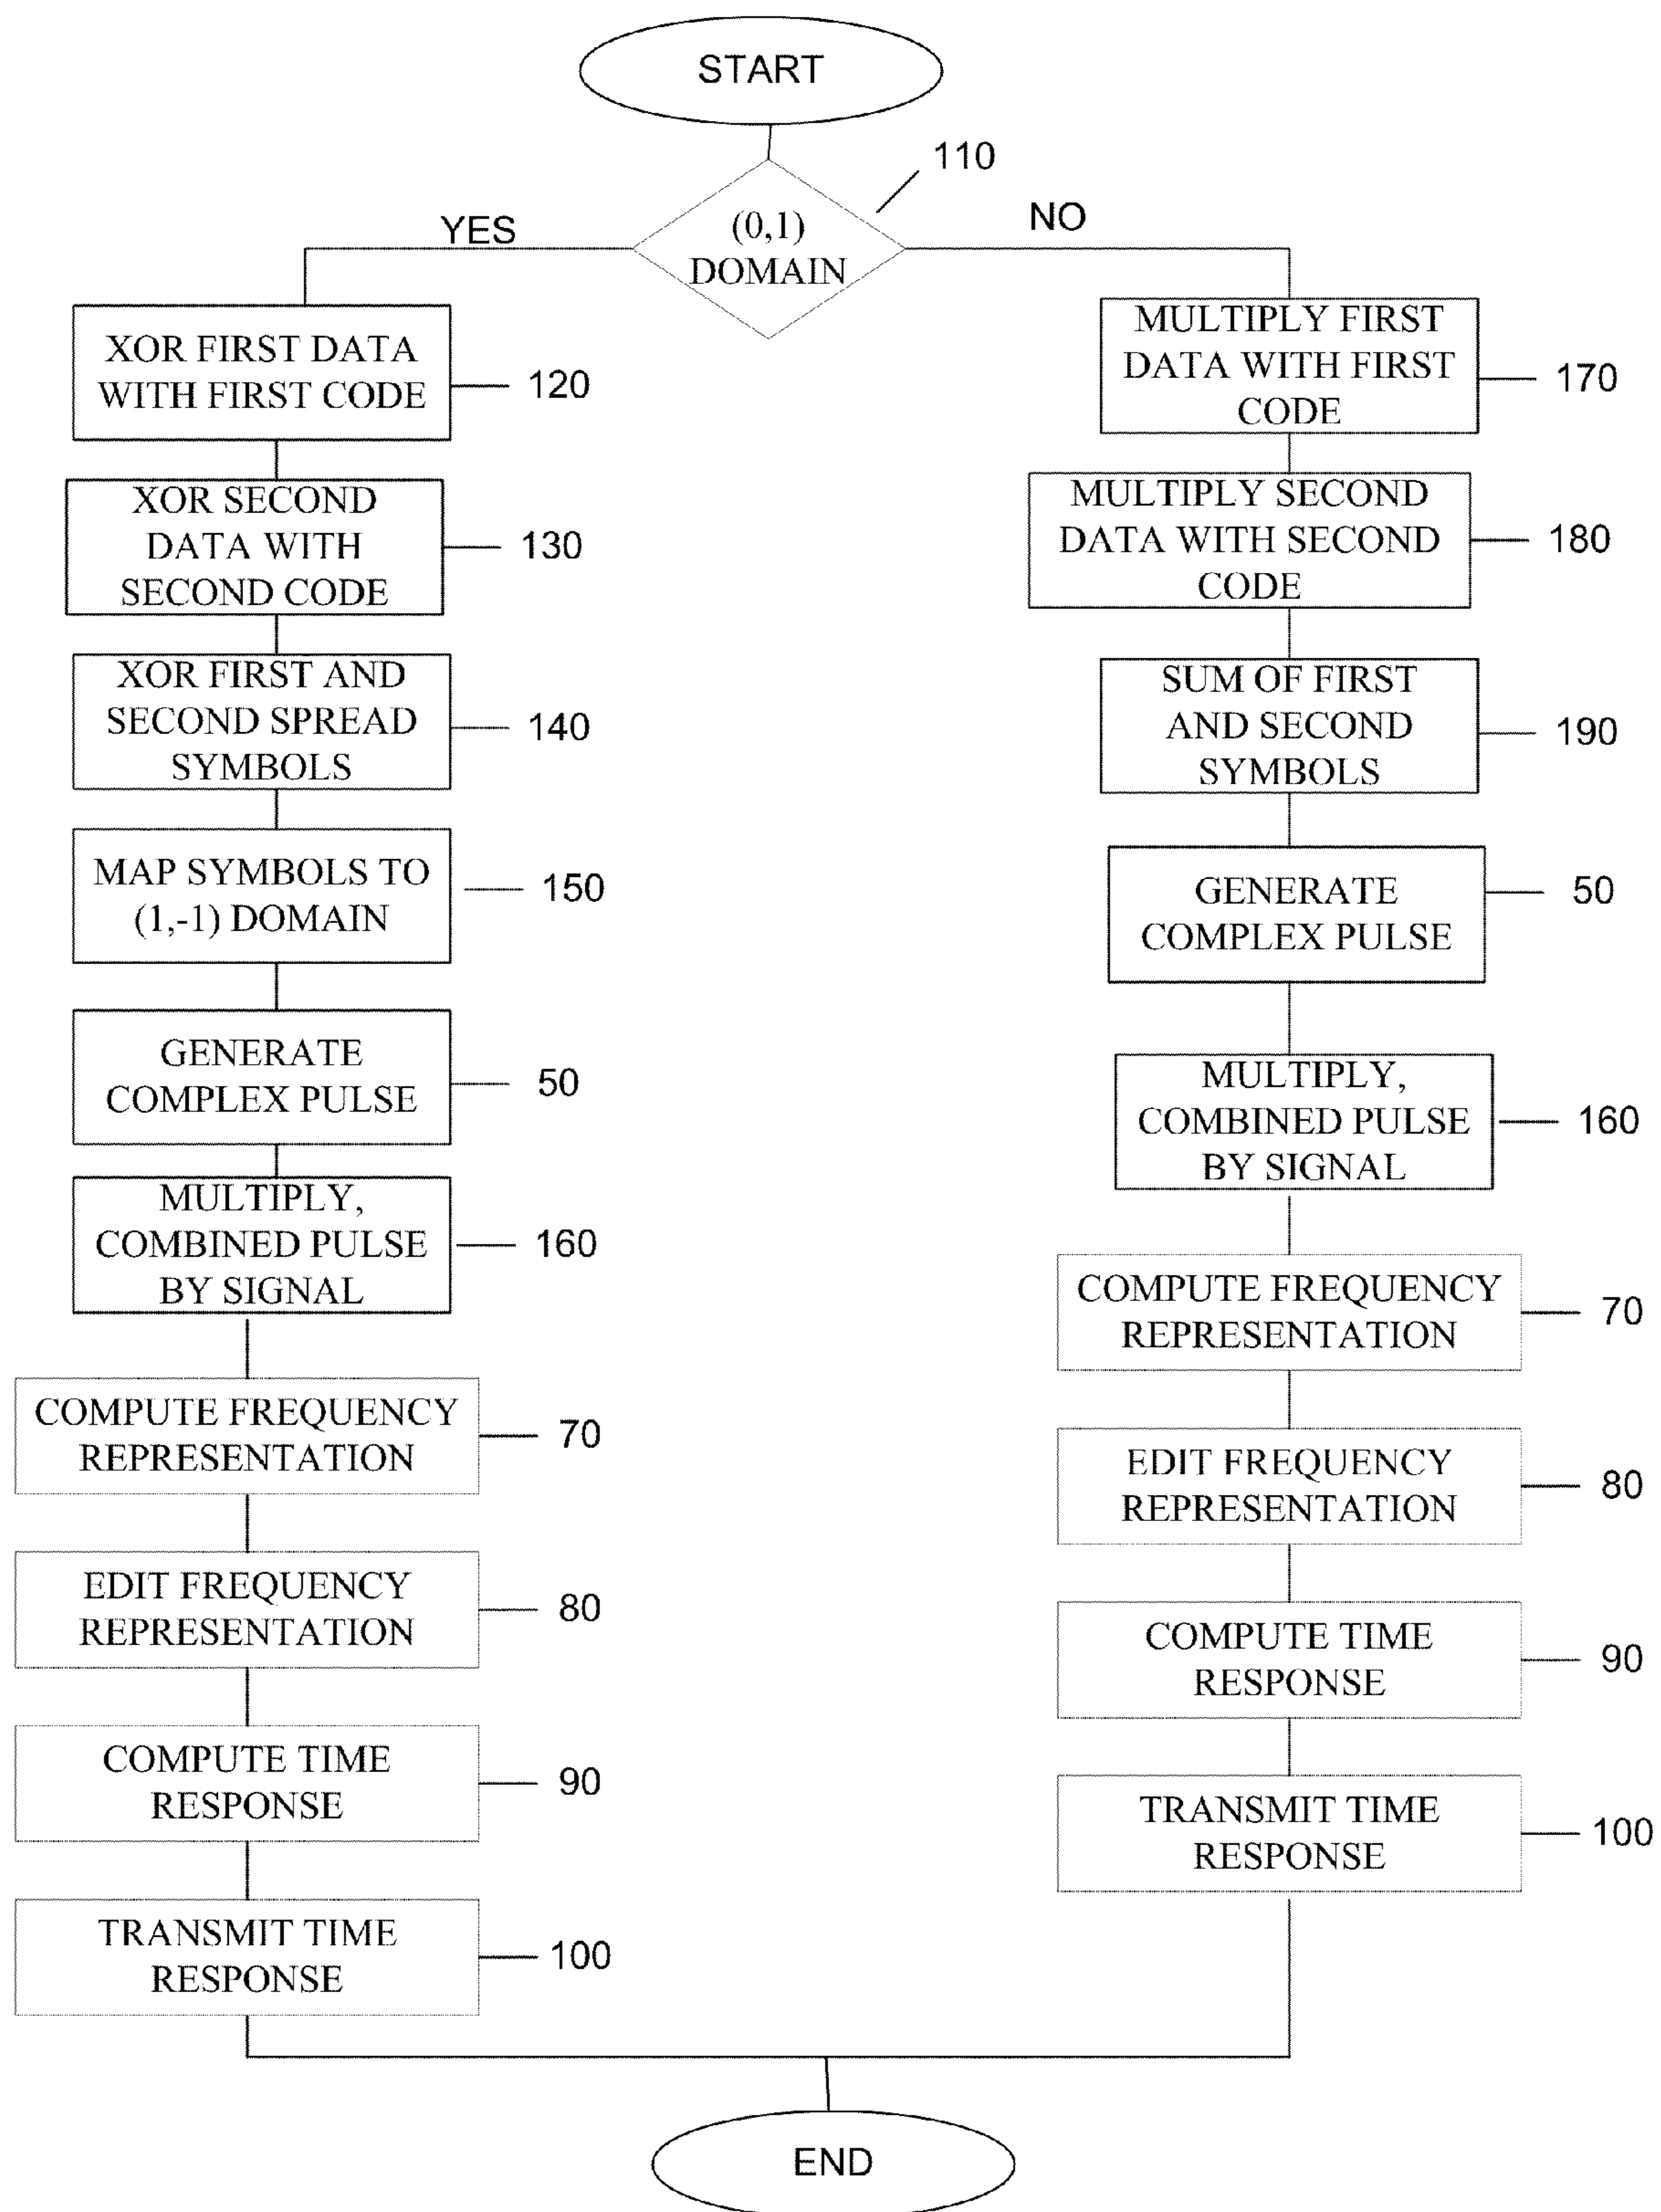 START
110
(0,1)
DOMAIN
YES
NO
XOR FIRST DATA
WITH FIRST CODE
120
XOR SECOND
DATA WITH
SECOND CODE
130
XOR FIRST AND
SECOND SPREAD
SYMBOLS
140
MAP SYMBOLS TO
(1,-1) DOMAIN
150
GENERATE
COMPLEX PULSE
50
MULTIPLY,
COMBINED PULSE
BY SIGNAL
160
COMPUTE FREQUENCY
REPRESENTATION
70
EDIT FREQUENCY
REPRESENTATION
80
COMPUTE TIME
RESPONSE
90
TRANSMIT TIME
RESPONSE
100
MULTIPLY FIRST
DATA WITH FIRST
CODE
170
MULTIPLY SECOND
DATA WITH SECOND
CODE
180
SUM OF FIRST
AND SECOND
SYMBOLS
190
GENERATE
COMPLEX PULSE
50
MULTIPLY,
COMBINED PULSE
BY SIGNAL
160
COMPUTE FREQUENCY
REPRESENTATION
70
EDIT FREQUENCY
REPRESENTATION
80
COMPUTE TIME
RESPONSE
90
TRANSMIT TIME
RESPONSE
100
END